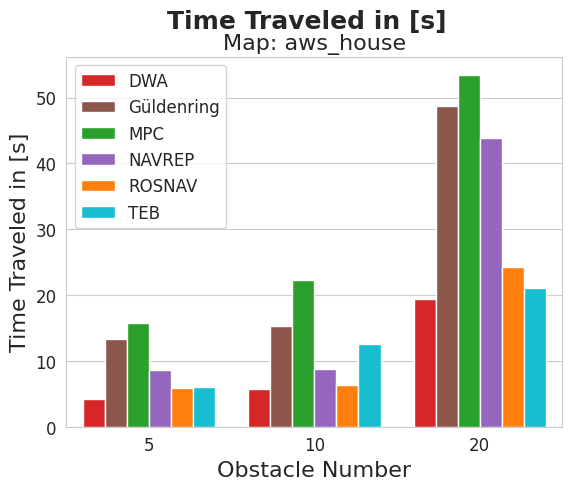 Time Traveled in [s]
Map: aws_house
DWA
Güldenring
MPC
NAVREP
ROSNAV
TEB
Time Traveled in [s]
50
40
30
20
10
0
5 10 20
Obstacle Number